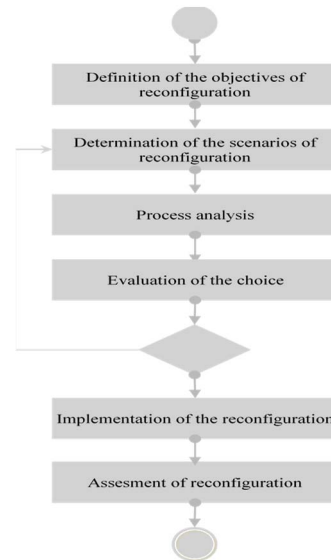 Definition of the objectives of
reconfiguration
Determination of the scenarios of
reconfiguration
Process analysis
Evaluation of the choice
Implementation of the reconfiguration
Assesment of reconfiguration